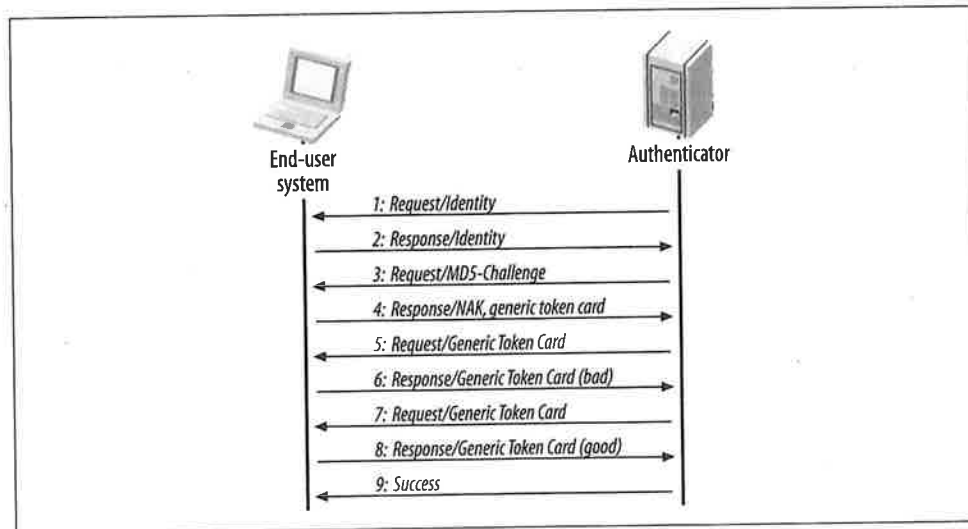 End-user
system
Authenticator
1: Request/Identity
2: Response/Identity
3: Request/MD5-Challenge
4: Response/NAK, generic token card
5: Request/Generic Token Card
6: Response/Generic Token Card (bad)
7: Request/Generic Token Card
8: Response/Generic Token Card (good)
9: Success